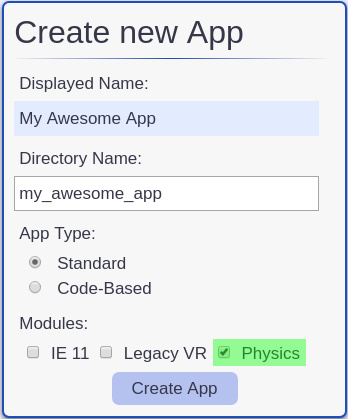 Create new App
Displayed Name:
My Awesome App
Directory Name:
my_awesome_app
App Type:
Standard
Code-Based
Modules:
IE 11 Legacy VR Physics
Create App